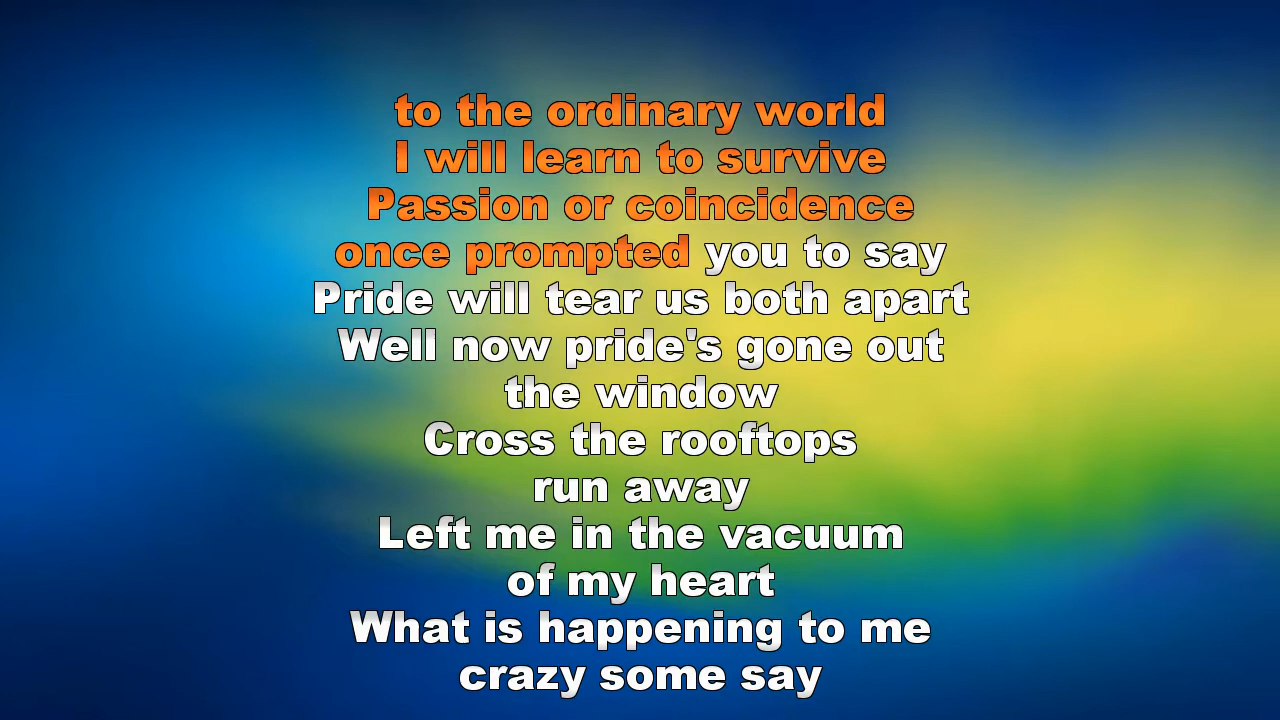 to the ordinary world
I will learn to survive
Passion or coincidence
once prompted you to say
Pride will tear us both apart
Well now pride's gone out
the window
Cross the rooftops
run away
Left me in the vacuum
of my heart
What is happening to me
crazy some say